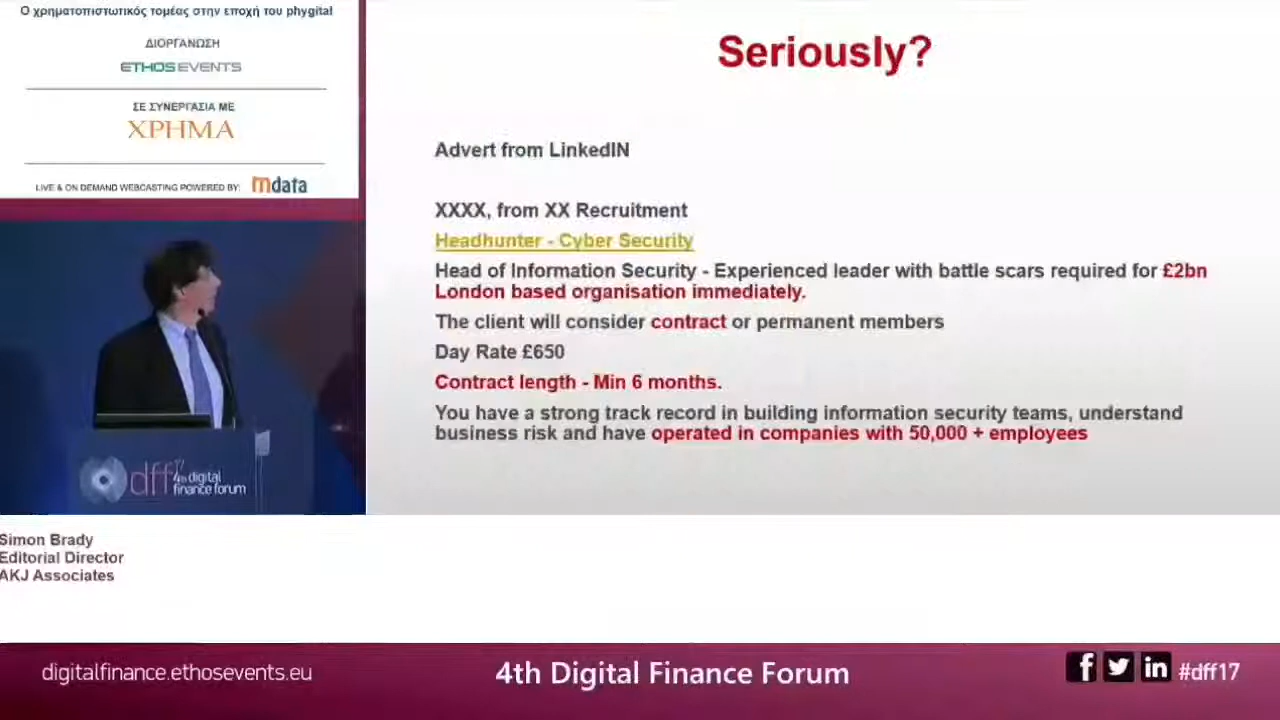 Ο χρηματοπιστωτικός τομέας στην εποχή του phygital
ΔΙΟΡΓΑΝΩΣΗ
ETHOSEVENTS
ΣΕ ΣΥΝΕΡΓΑΣΙΑ ΜΕ
ΧΡΗΜΑ
LIVE & ON DEMAND WEBCASTING POWERED BY: mdata
Seriously?
Advert from LinkedIN
XXXX, from XX Recruitment
Headhunter - Cyber Security
Head of Information Security - Experienced leader with battle scars required for £2bn
London based organisation immediately.
The client will consider contract or permanent members
Day Rate £650
Contract length - Min 6 months.
You have a strong track record in building information security teams, understand
business risk and have operated in companies with 50,000 + employees
dff17 4th digital
finance forum
Simon Brady
Editorial Director
AKJ Associates
digitalfinance.ethosevents.eu
4th Digital Finance Forum
#dff17